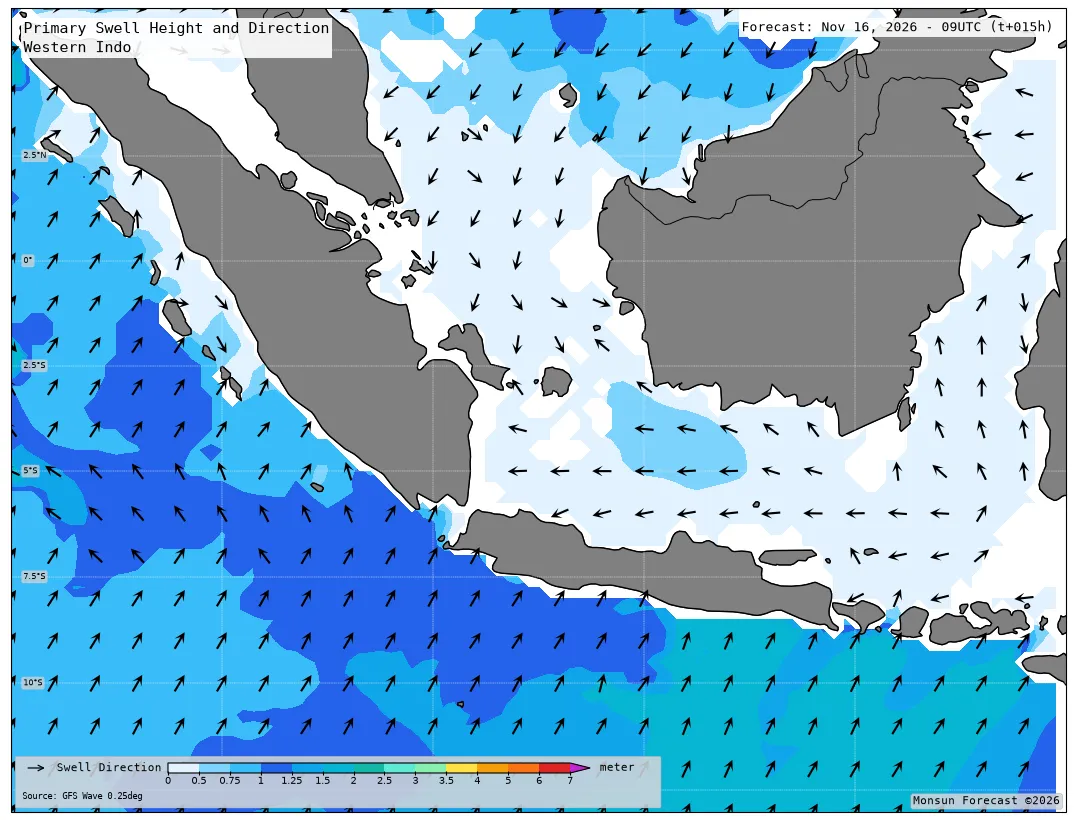 Primary Swell Height and Direction
Western Indo
Forecast: Nov 16, 2026 - 09UTC (t+015h)
2.5°N
0°
2.5°S
5°S
7.5°S
10°S
Swell Direction
meter
0 0.5 0.75 1 1.25 1.5 2 2.5 3 3.5 4 5 6 7
Source: GFS Wave 0.25deg
Monsun Forecast ©2026